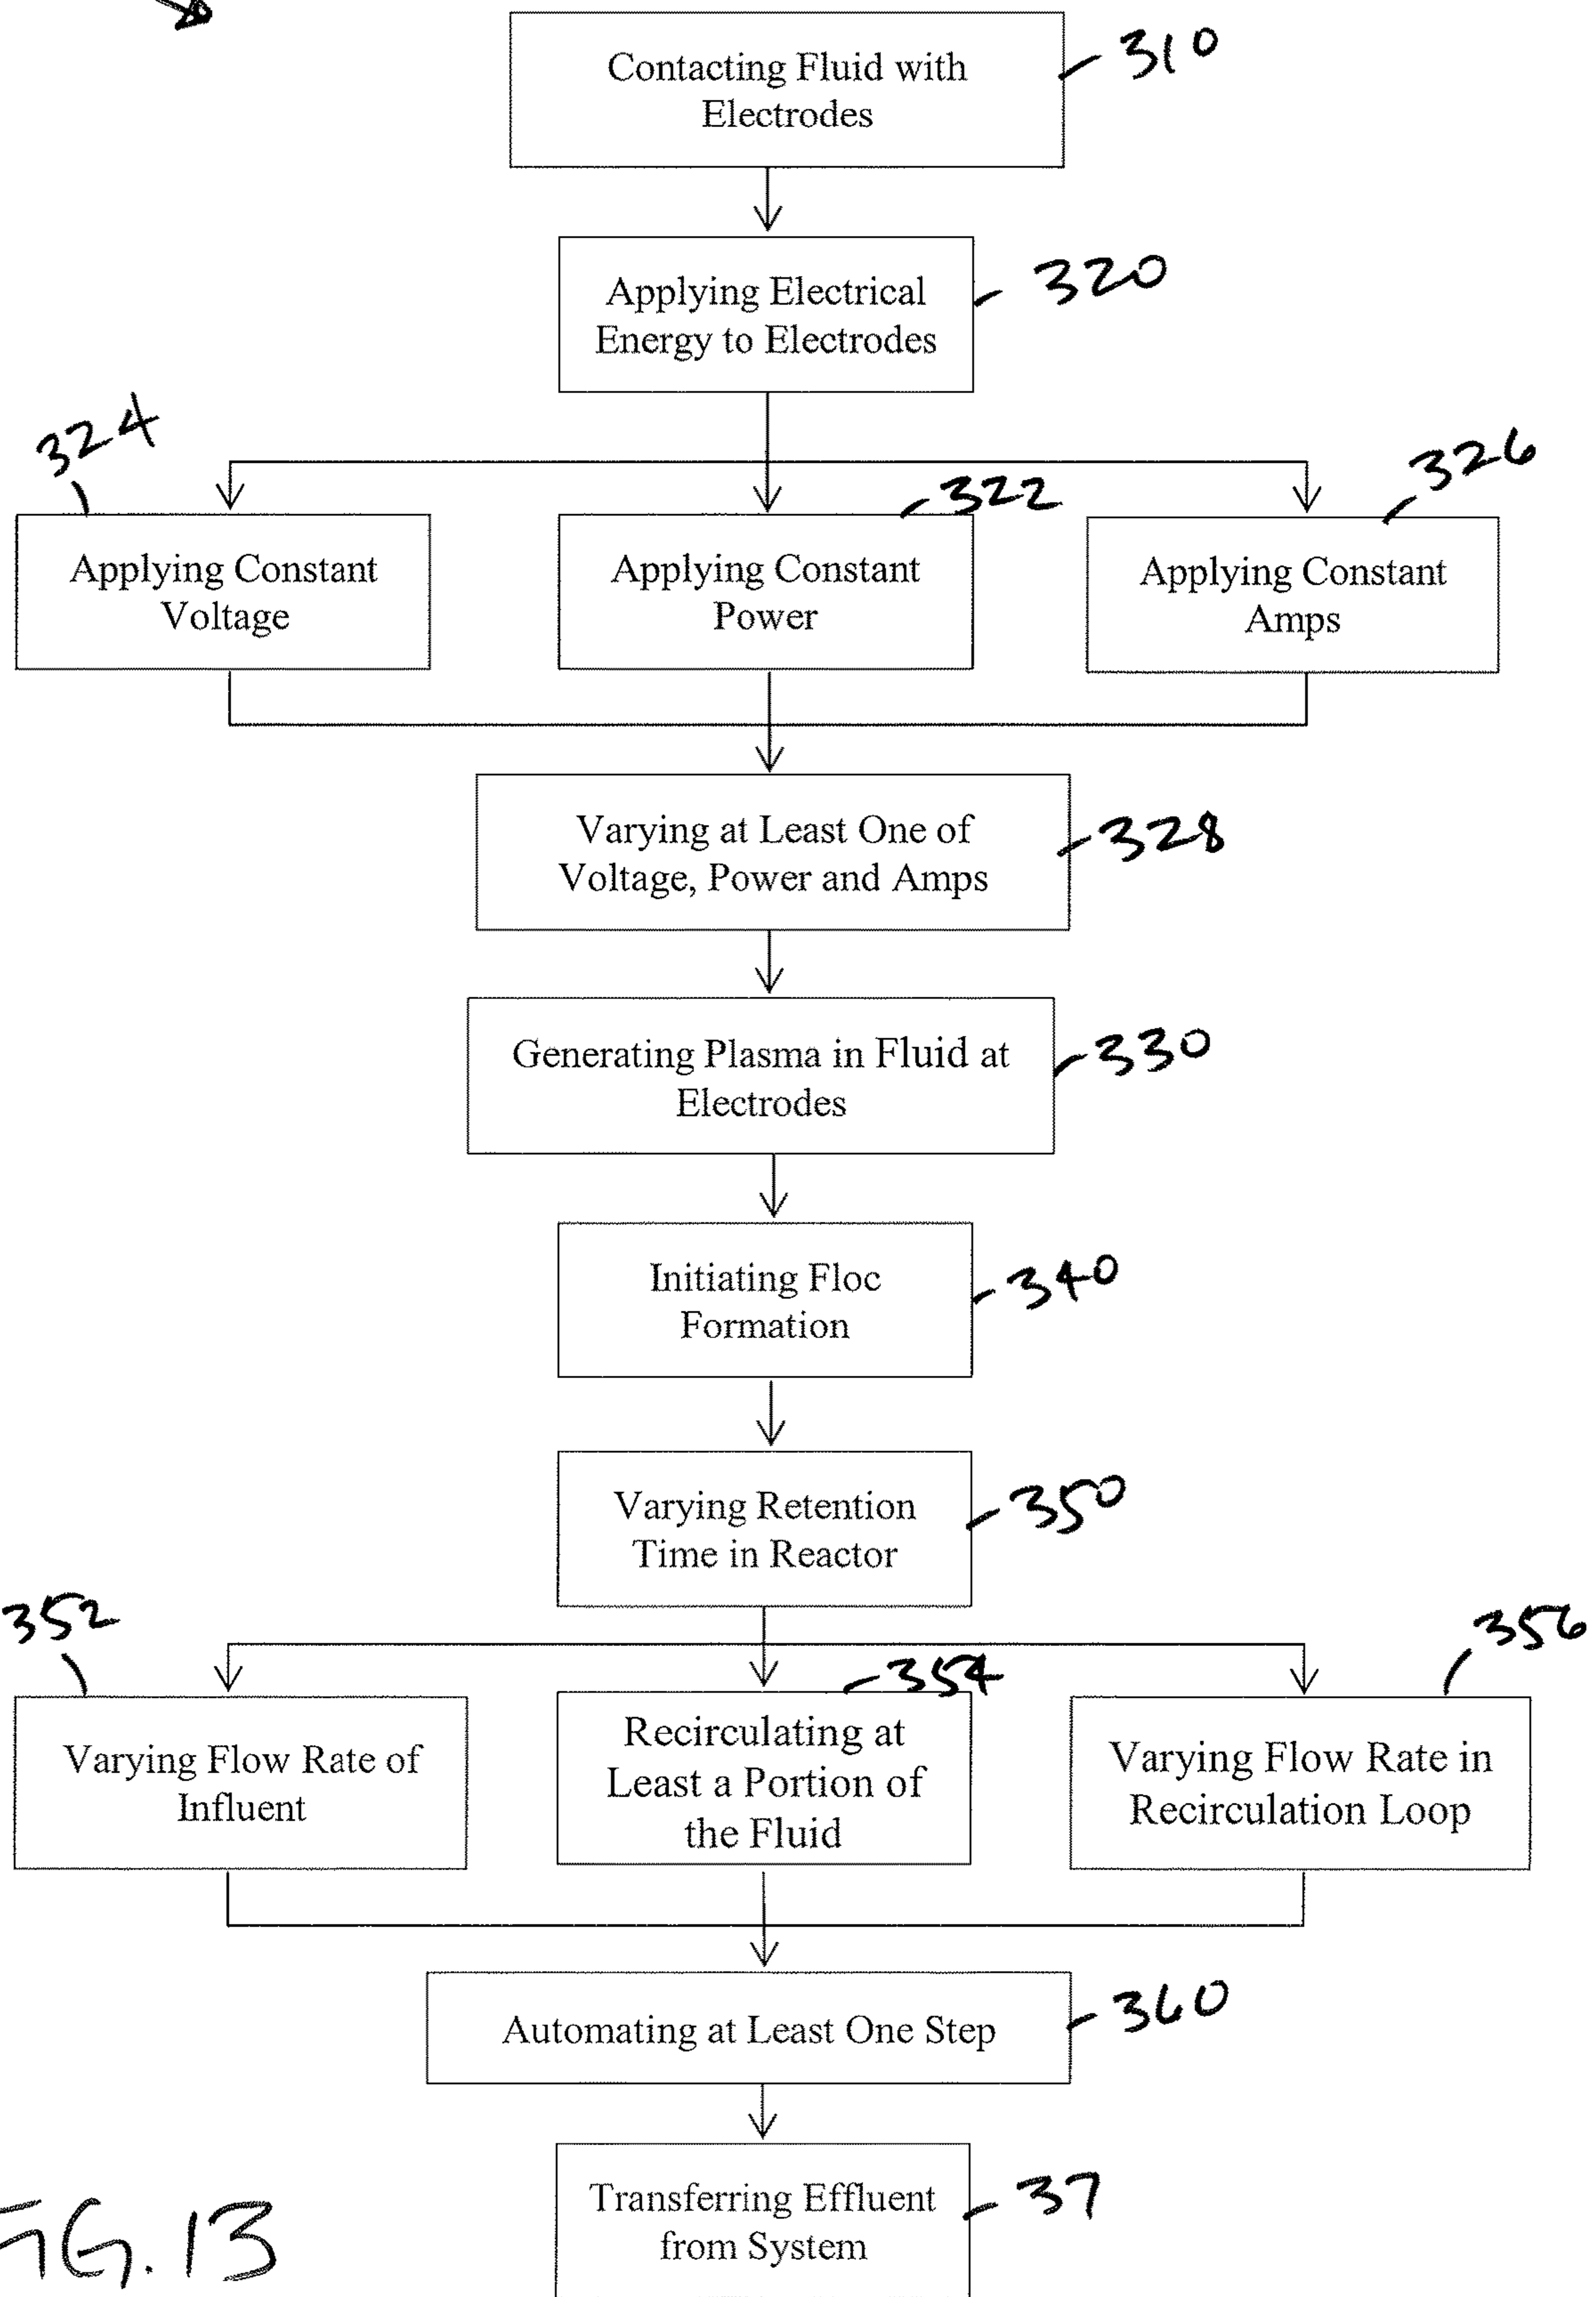 310
Contacting Fluid with
Electrodes
320
Applying Electrical
Energy to Electrodes
324
322
326
Applying Constant
Voltage
Applying Constant
Power
Applying Constant
Amps
328
Varying at Least One of
Voltage, Power and Amps
330
Generating Plasma in Fluid at
Electrodes
340
Initiating Floc
Formation
350
Varying Retention
Time in Reactor
352
354
356
Varying Flow Rate of
Influent
Recirculating at
Least a Portion of
the Fluid
Varying Flow Rate in
Recirculation Loop
360
Automating at Least One Step
37
Transferring Effluent
from System
FIG. 13